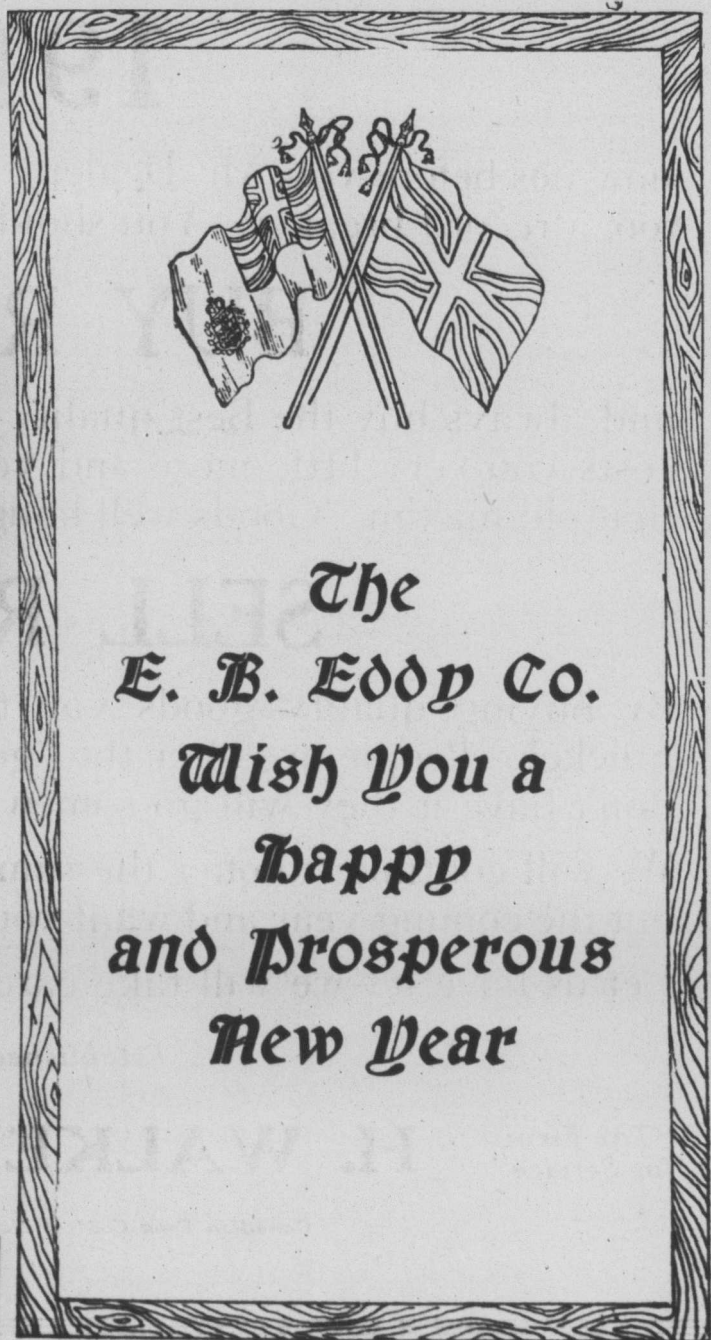 The
E. B. Eddy Co.
Wish You a
Happy
and Prosperous
New Year